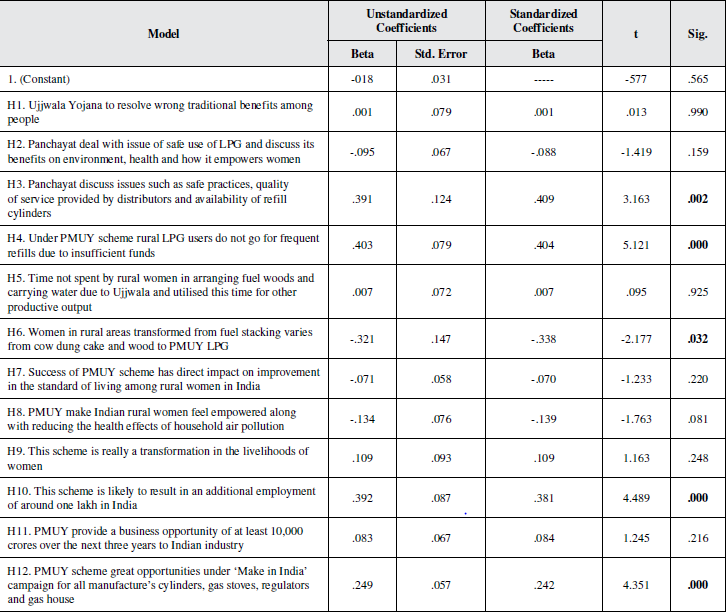 Model
Unstandardized
Coefficients
Standardized
Coefficients
t
Sig.
Beta
Std. Error
Beta
1. (Constant)
-018
.031
-----
-577
.565
H1. Ujjwala Yojana to resolve wrong traditional benefits among
people
.001
.079
.001
.013
.990
H2. Panchayat deal with issue of safe use of LPG and discuss its
benefits on environment, health and how it empowers women
-.095
.067
-.088
-1.419
.159
H3. Panchayat discuss issues such as safe practices, quality
of service provided by distributors and availability of refill
cylinders
.391
.124
.409
3.163
.002
H4. Under PMUY scheme rural LPG users do not go for frequent
refills due to insufficient funds
.403
.079
.404
5.121
.000
H5. Time not spent by rural women in arranging fuel woods and
carrying water due to Ujjwala and utilised this time for other
productive output
.007
.072
.007
.095
.925
H6. Women in rural areas transformed from fuel stacking varies
from cow dung cake and wood to PMUY LPG
-.321
.147
-.338
-2.177
.032
H7. Success of PMUY scheme has direct impact on improvement
in the standard of living among rural women in India
-.071
.058
-.070
-1.233
.220
H8. PMUY make Indian rural women feel empowered along
with reducing the health effects of household air pollution
-.134
.076
-.139
-1.763
.081
H9. This scheme is really a transformation in the livelihoods of
women
.109
.093
.109
1.163
.248
H10. This scheme is likely to result in an additional employment
of around one lakh in India
.392
.087
.381
4.489
.000
H11. PMUY provide a business opportunity of at least 10,000
crores over the next three years to Indian industry
.083
.067
.084
1.245
.216
H12. PMUY scheme great opportunities under ‘Make in India’
campaign for all manufacture’s cylinders, gas stoves, regulators
and gas house
.249
.057
.242
4.351
.000